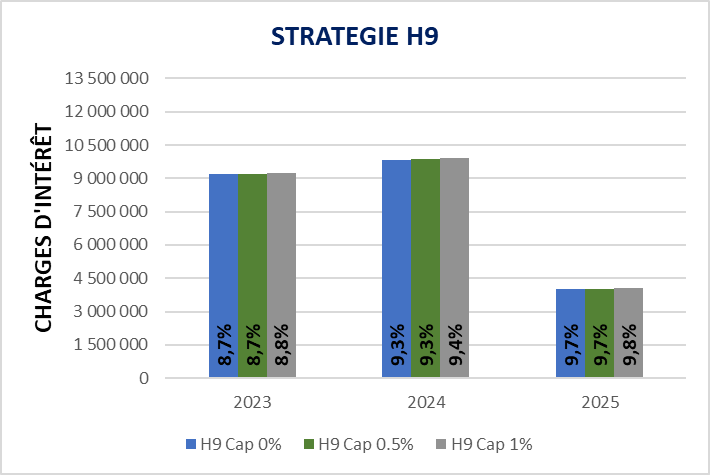 STRATEGIE H9
CHARGES D'INTÉRÊT
13 500 000
12 000 000
10 500 000
9 000 000
7 500 000
6 000 000
4 500 000
3 000 000
1 500 000
0
8,7%
8,7%
8,8%
9,3%
9,3%
9,4%
9,7%
9,7%
9,8%
2023
2024
2025
H9 Cap 0%
H9 Cap 0.5%
H9 Cap 1%